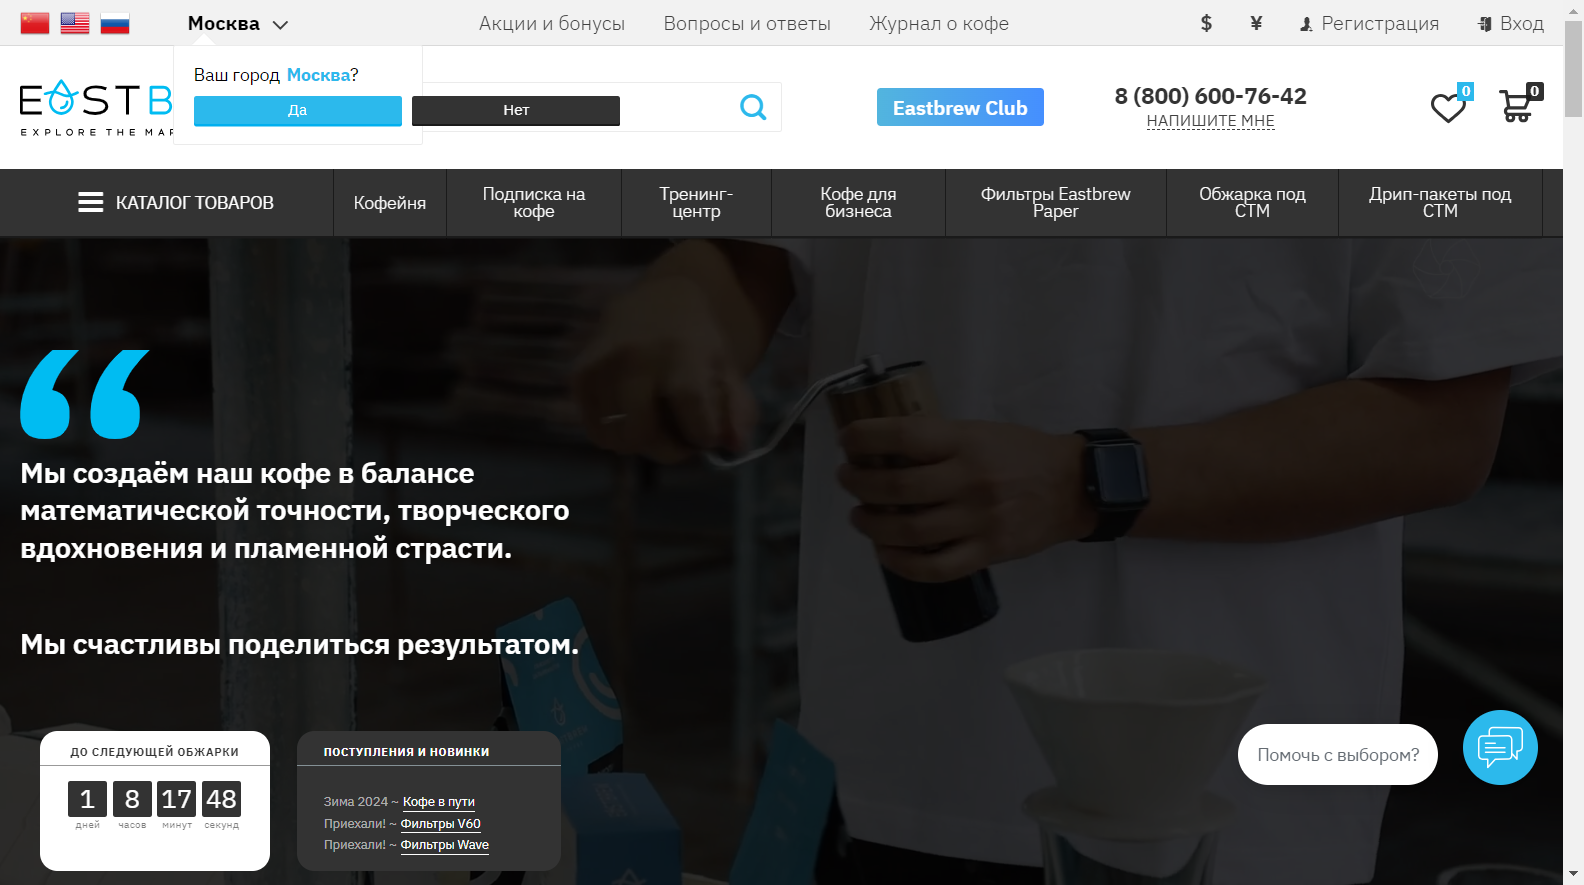 Москва
Акции и бонусы
Вопросы и ответы
Журнал о кофе
$
¥
Регистрация
Вход
Ваш город Москва?
Да
Нет
EASTB
EXPLORE THE MAP
Eastbrew Club
8 (800) 600-76-42
НАПИШИТЕ МНЕ
0
0
КАТАЛОГ ТОВАРОВ
Кофейня
Подписка на
кофе
Тренинг-
центр
Кофе для
бизнеса
Фильтры Eastbrew
Paper
Обжарка под
СТМ
Дрип-пакеты под
СТМ
“
Мы создаём наш кофе в балансе
математической точности, творческого
вдохновения и пламенной страсти.
Мы счастливы поделиться результатом.
ДО СЛЕДУЮЩЕЙ ОБЖАРКИ
1 8 17 48
дней часов минут секунд
ПОСТУПЛЕНИЯ И НОВИНКИ
Зима 2024 ~ Кофе в пути
Приехали! ~ Фильтры V60
Приехали! ~ Фильтры Wave
Помочь с выбором?